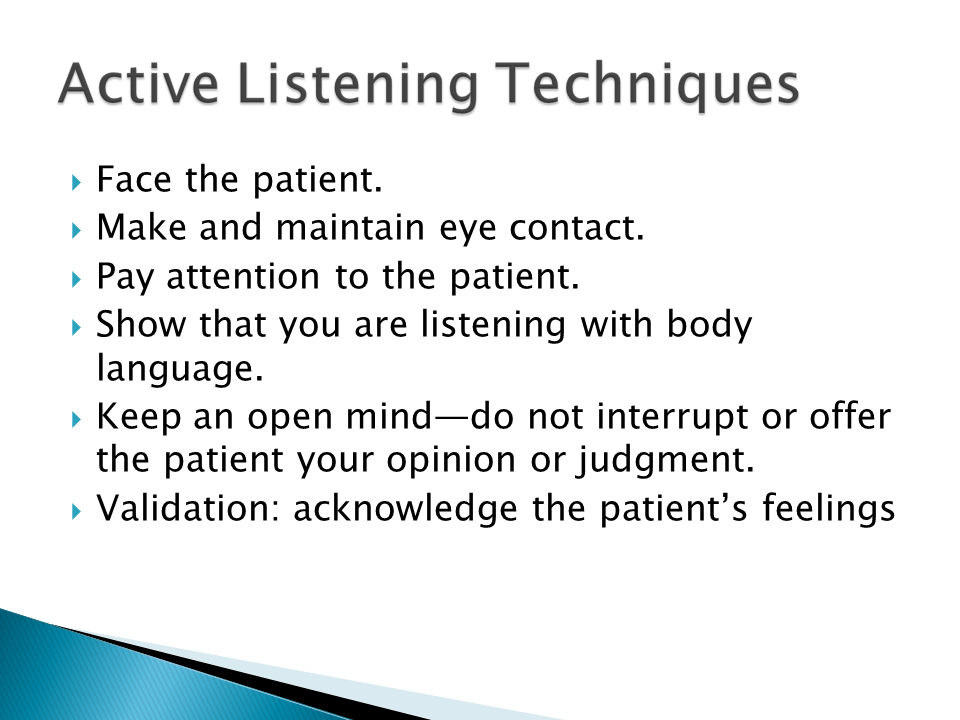 Active Listening Techniques
Face the patient.
Make and maintain eye contact.
Pay attention to the patient.
Show that you are listening with body
language.
Keep an open mind—do not interrupt or offer
the patient your opinion or judgment.
Validation: acknowledge the patient’s feelings